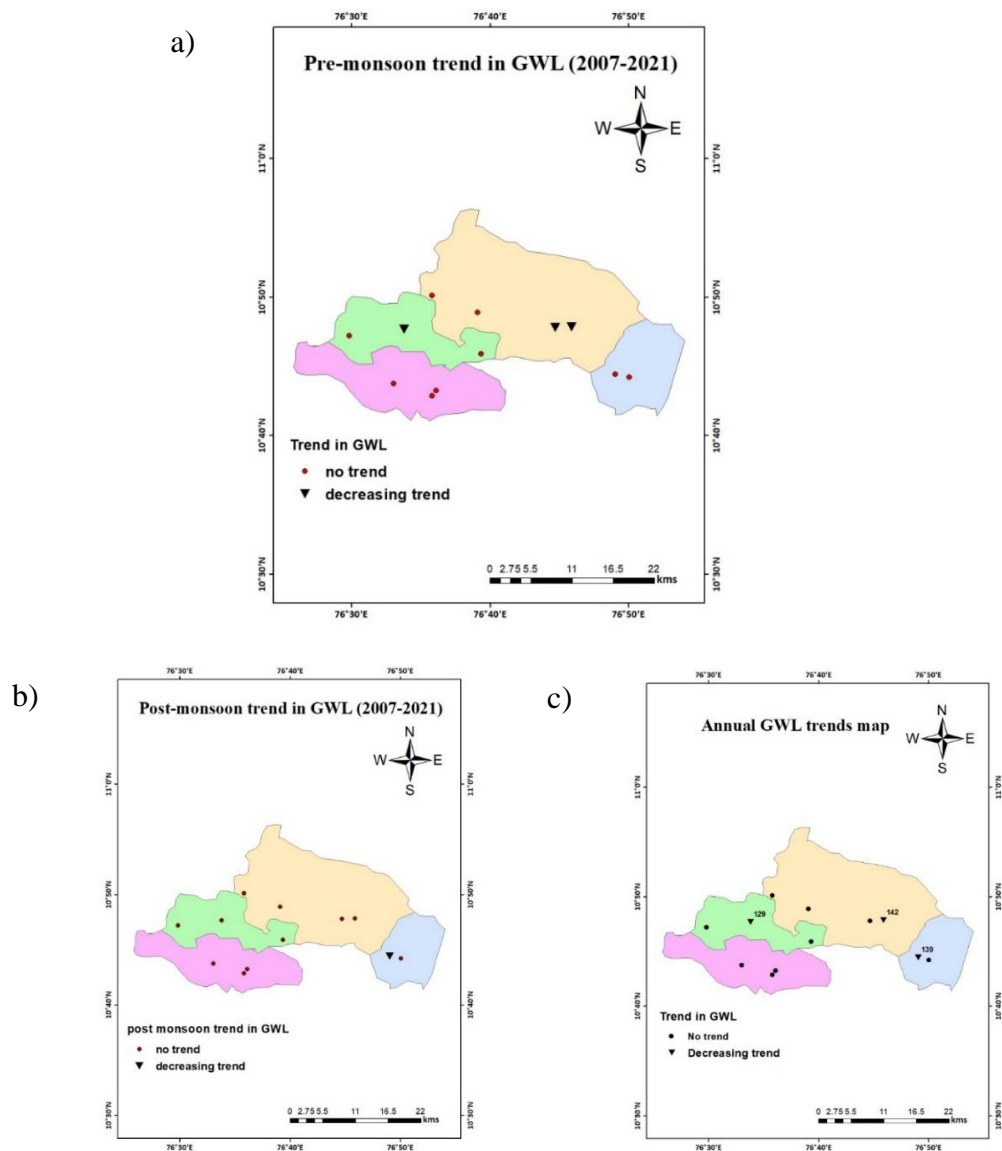 a)
76°30'E 76°40'E 76°50'E
Pre-monsoon trend in GWL (2007-2021)
N
W E
S
11°0'N 11°0'N
10°50'N 10°50'N
10°40'N 10°40'N
Trend in GWL
no trend
decreasing trend
10°30'N 10°30'N
0 2.75 5.5 11 16.5 22
kms
76°30'E 76°40'E 76°50'E
b)
76°30'E 76°40'E 76°50'E
Post-monsoon trend in GWL (2007-2021)
N
W E
S
11°0'N 11°0'N
10°50'N 10°50'N
10°40'N 10°40'N
post monsoon trend in GWL
no trend
decreasing trend
10°30'N 10°30'N
0 2.75 5.5 11 16.5 22
kms
76°30'E 76°40'E 76°50'E
c)
76°30'E 76°40'E 76°50'E
Annual GWL trends map
N
W E
S
11°0'N 11°0'N
10°50'N 10°50'N
129 142
139
10°40'N 10°40'N
Trend in GWL
No trend
Decreasing trend
10°30'N 10°30'N
0 2.75 5.5 11 16.5 22
kms
76°30'E 76°40'E 76°50'E